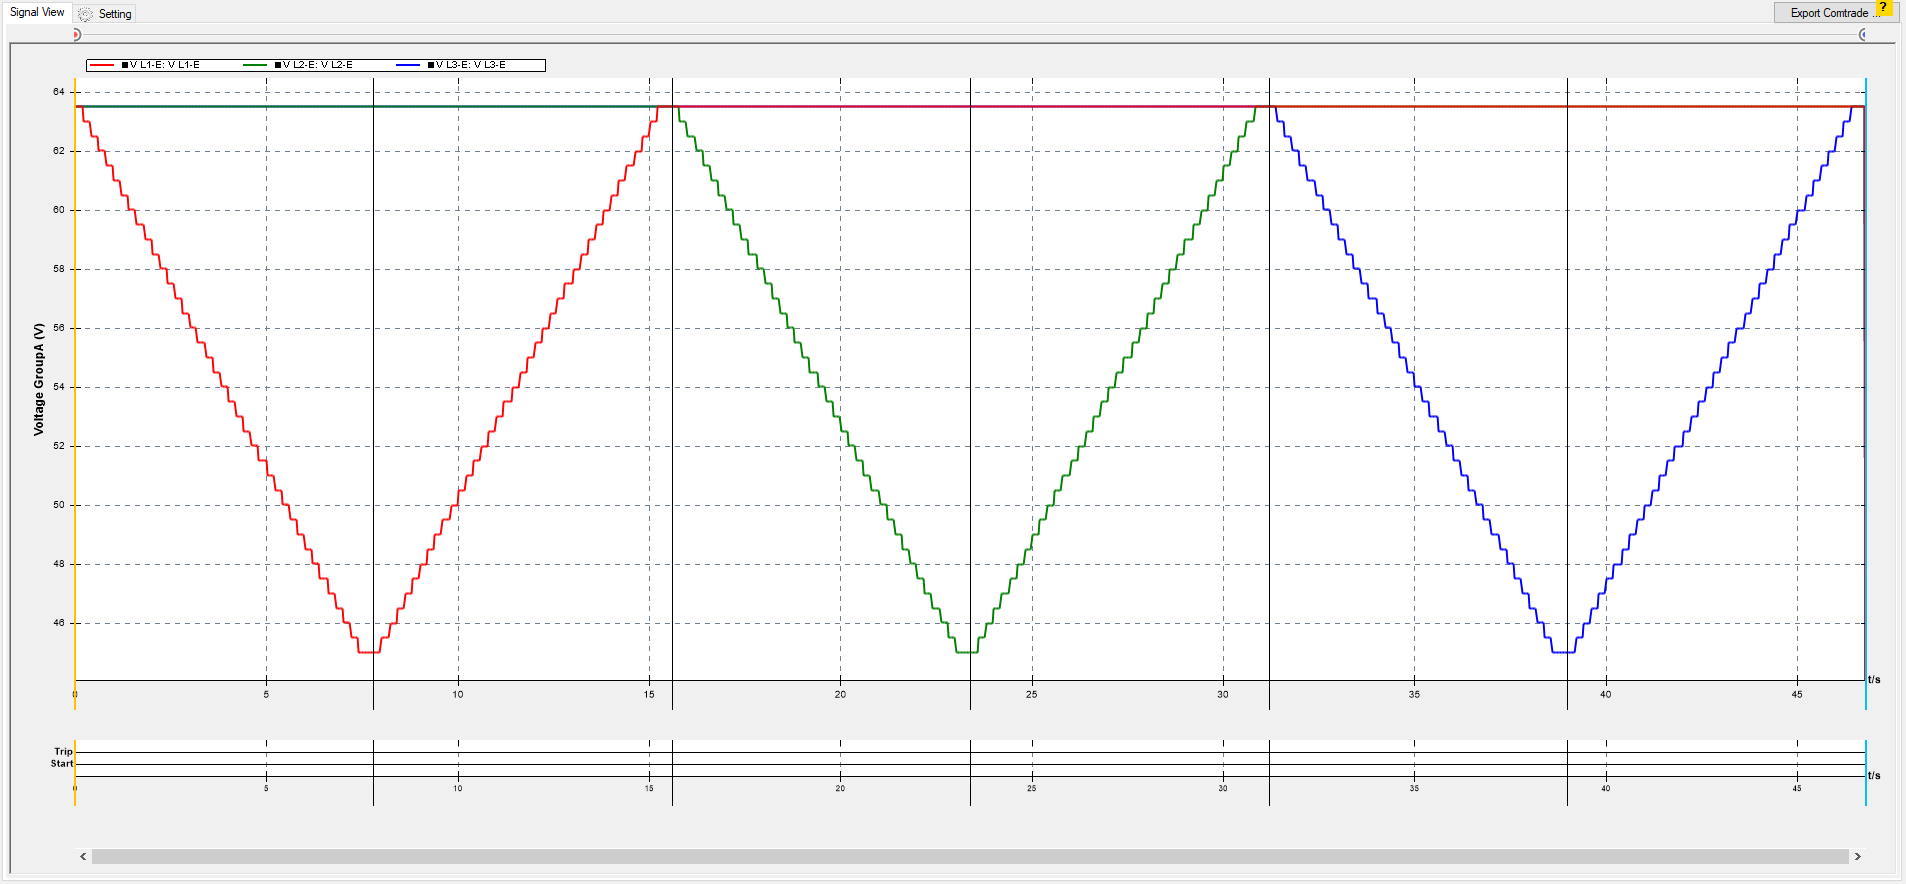 Signal View Setting Export Comtrade ... ?
V L1-E: V L1-E V L2-E: V L2-E V L3-E: V L3-E
Voltage GroupA (V)
64
62
60
58
56
54
52
50
48
46
0 5 10 15 20 25 30 35 40 45 t/s
Trip
Start
0 5 10 15 20 25 30 35 40 45 t/s